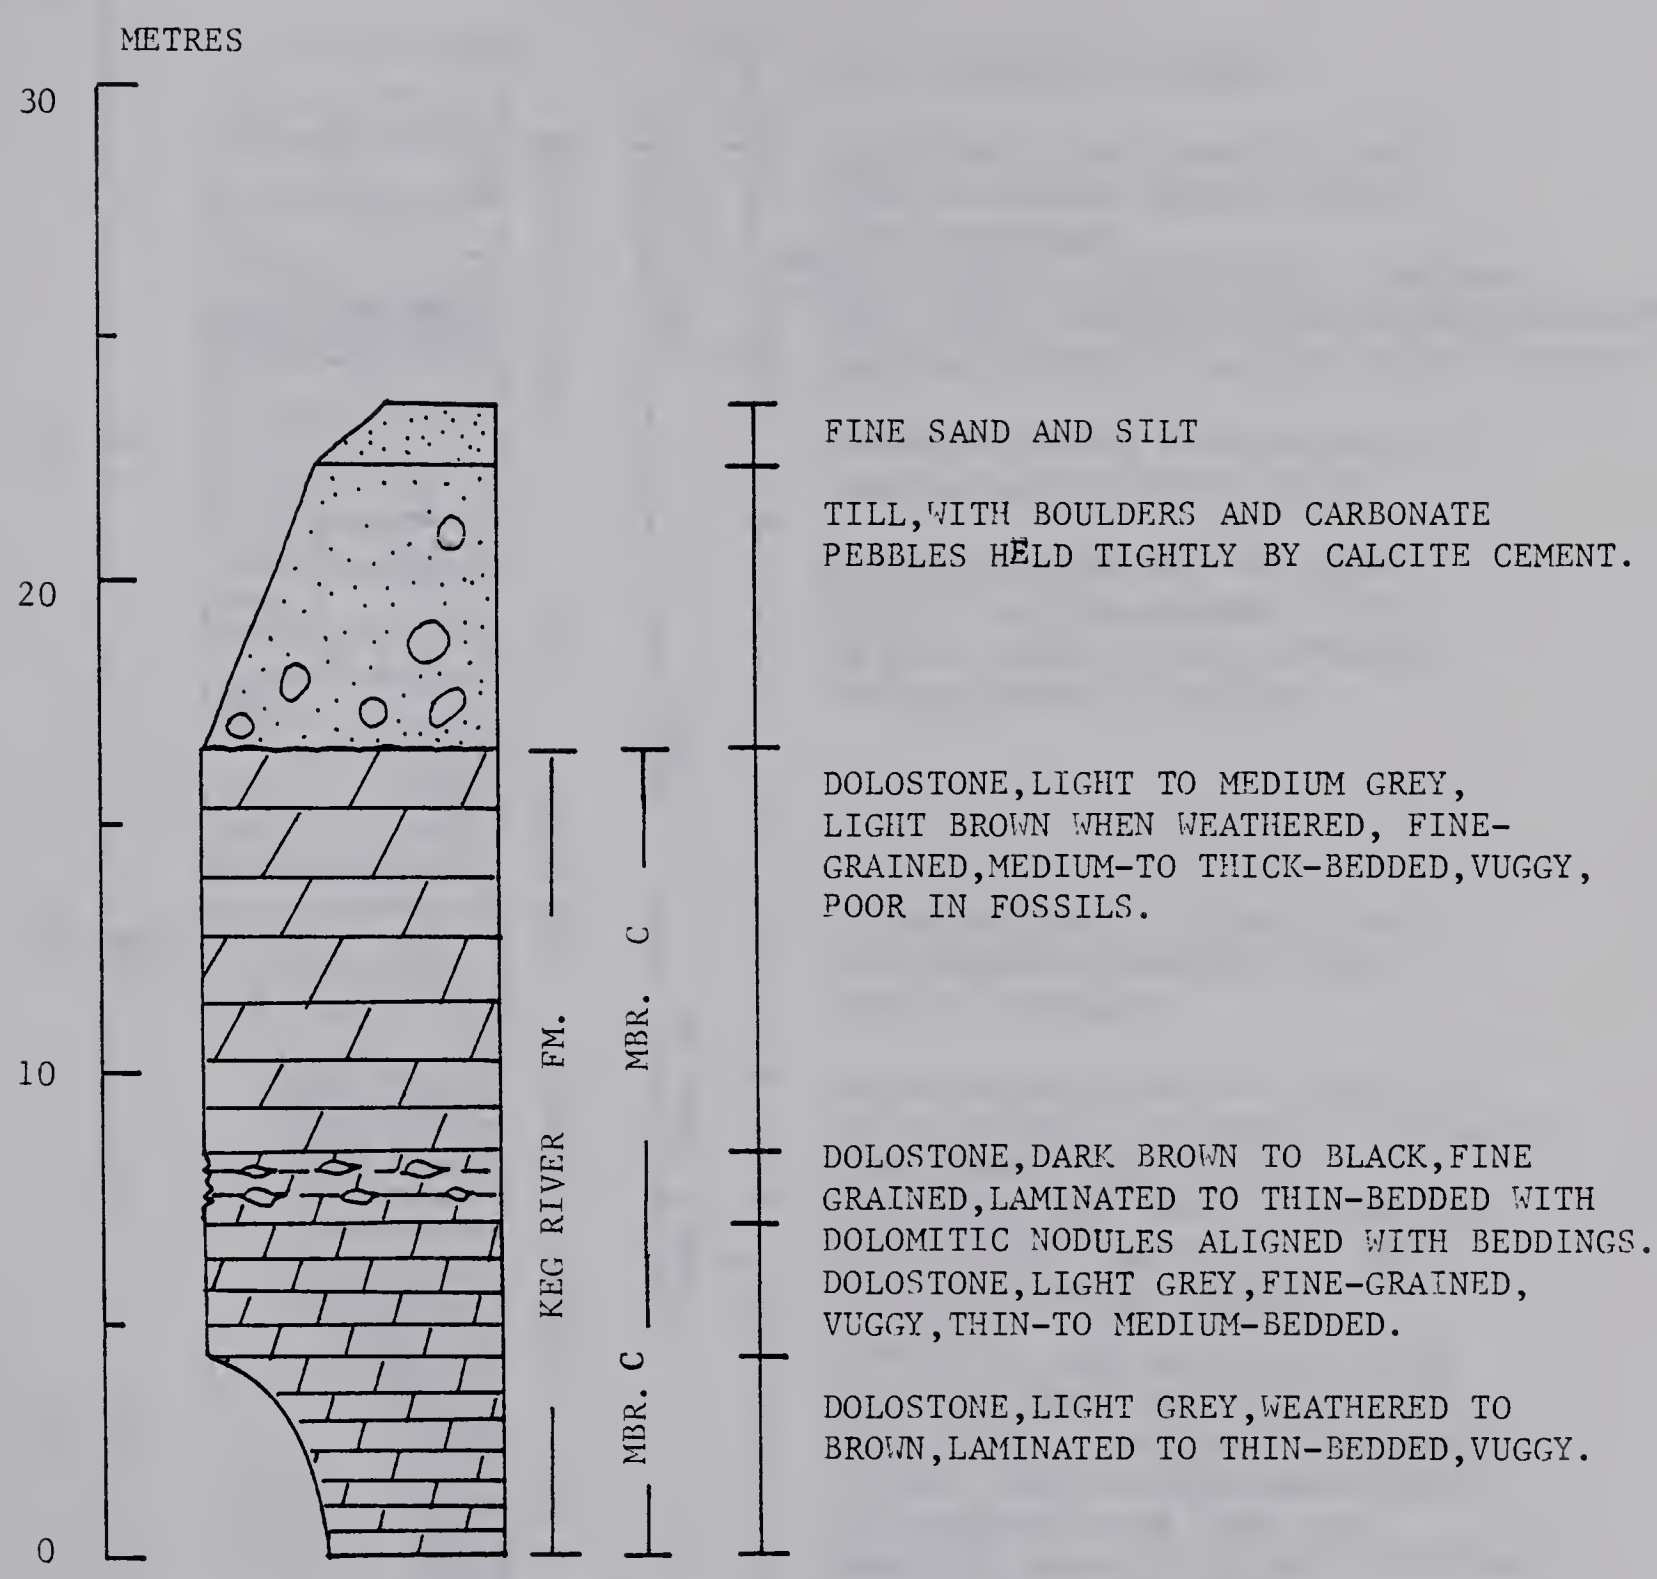 METRES
30
20
10
0
KEG RIVER FM.
MBR. C
MBR. C
FINE SAND AND SILT
TILL,WITH BOULDERS AND CARBONATE
PEBBLES HELD TIGHTLY BY CALCITE CEMENT.
DOLOSTONE,LIGHT TO MEDIUM GREY,
LIGHT BROWN WHEN WEATHERED, FINE-
GRAINED,MEDIUM-TO THICK-BEDDED,VUGGY,
POOR IN FOSSILS.
DOLOSTONE,DARK BROWN TO BLACK,FINE
GRAINED,LAMINATED TO THIN-BEDDED WITH
DOLOMITIC NODULES ALIGNED WITH BEDDINGS.
DOLOSTONE,LIGHT GREY,FINE-GRAINED,
VUGGY,THIN-TO MEDIUM-BEDDED.
DOLOSTONE,LIGHT GREY,WEATHERED TO
BROWN,LAMINATED TO THIN-BEDDED,VUGGY.